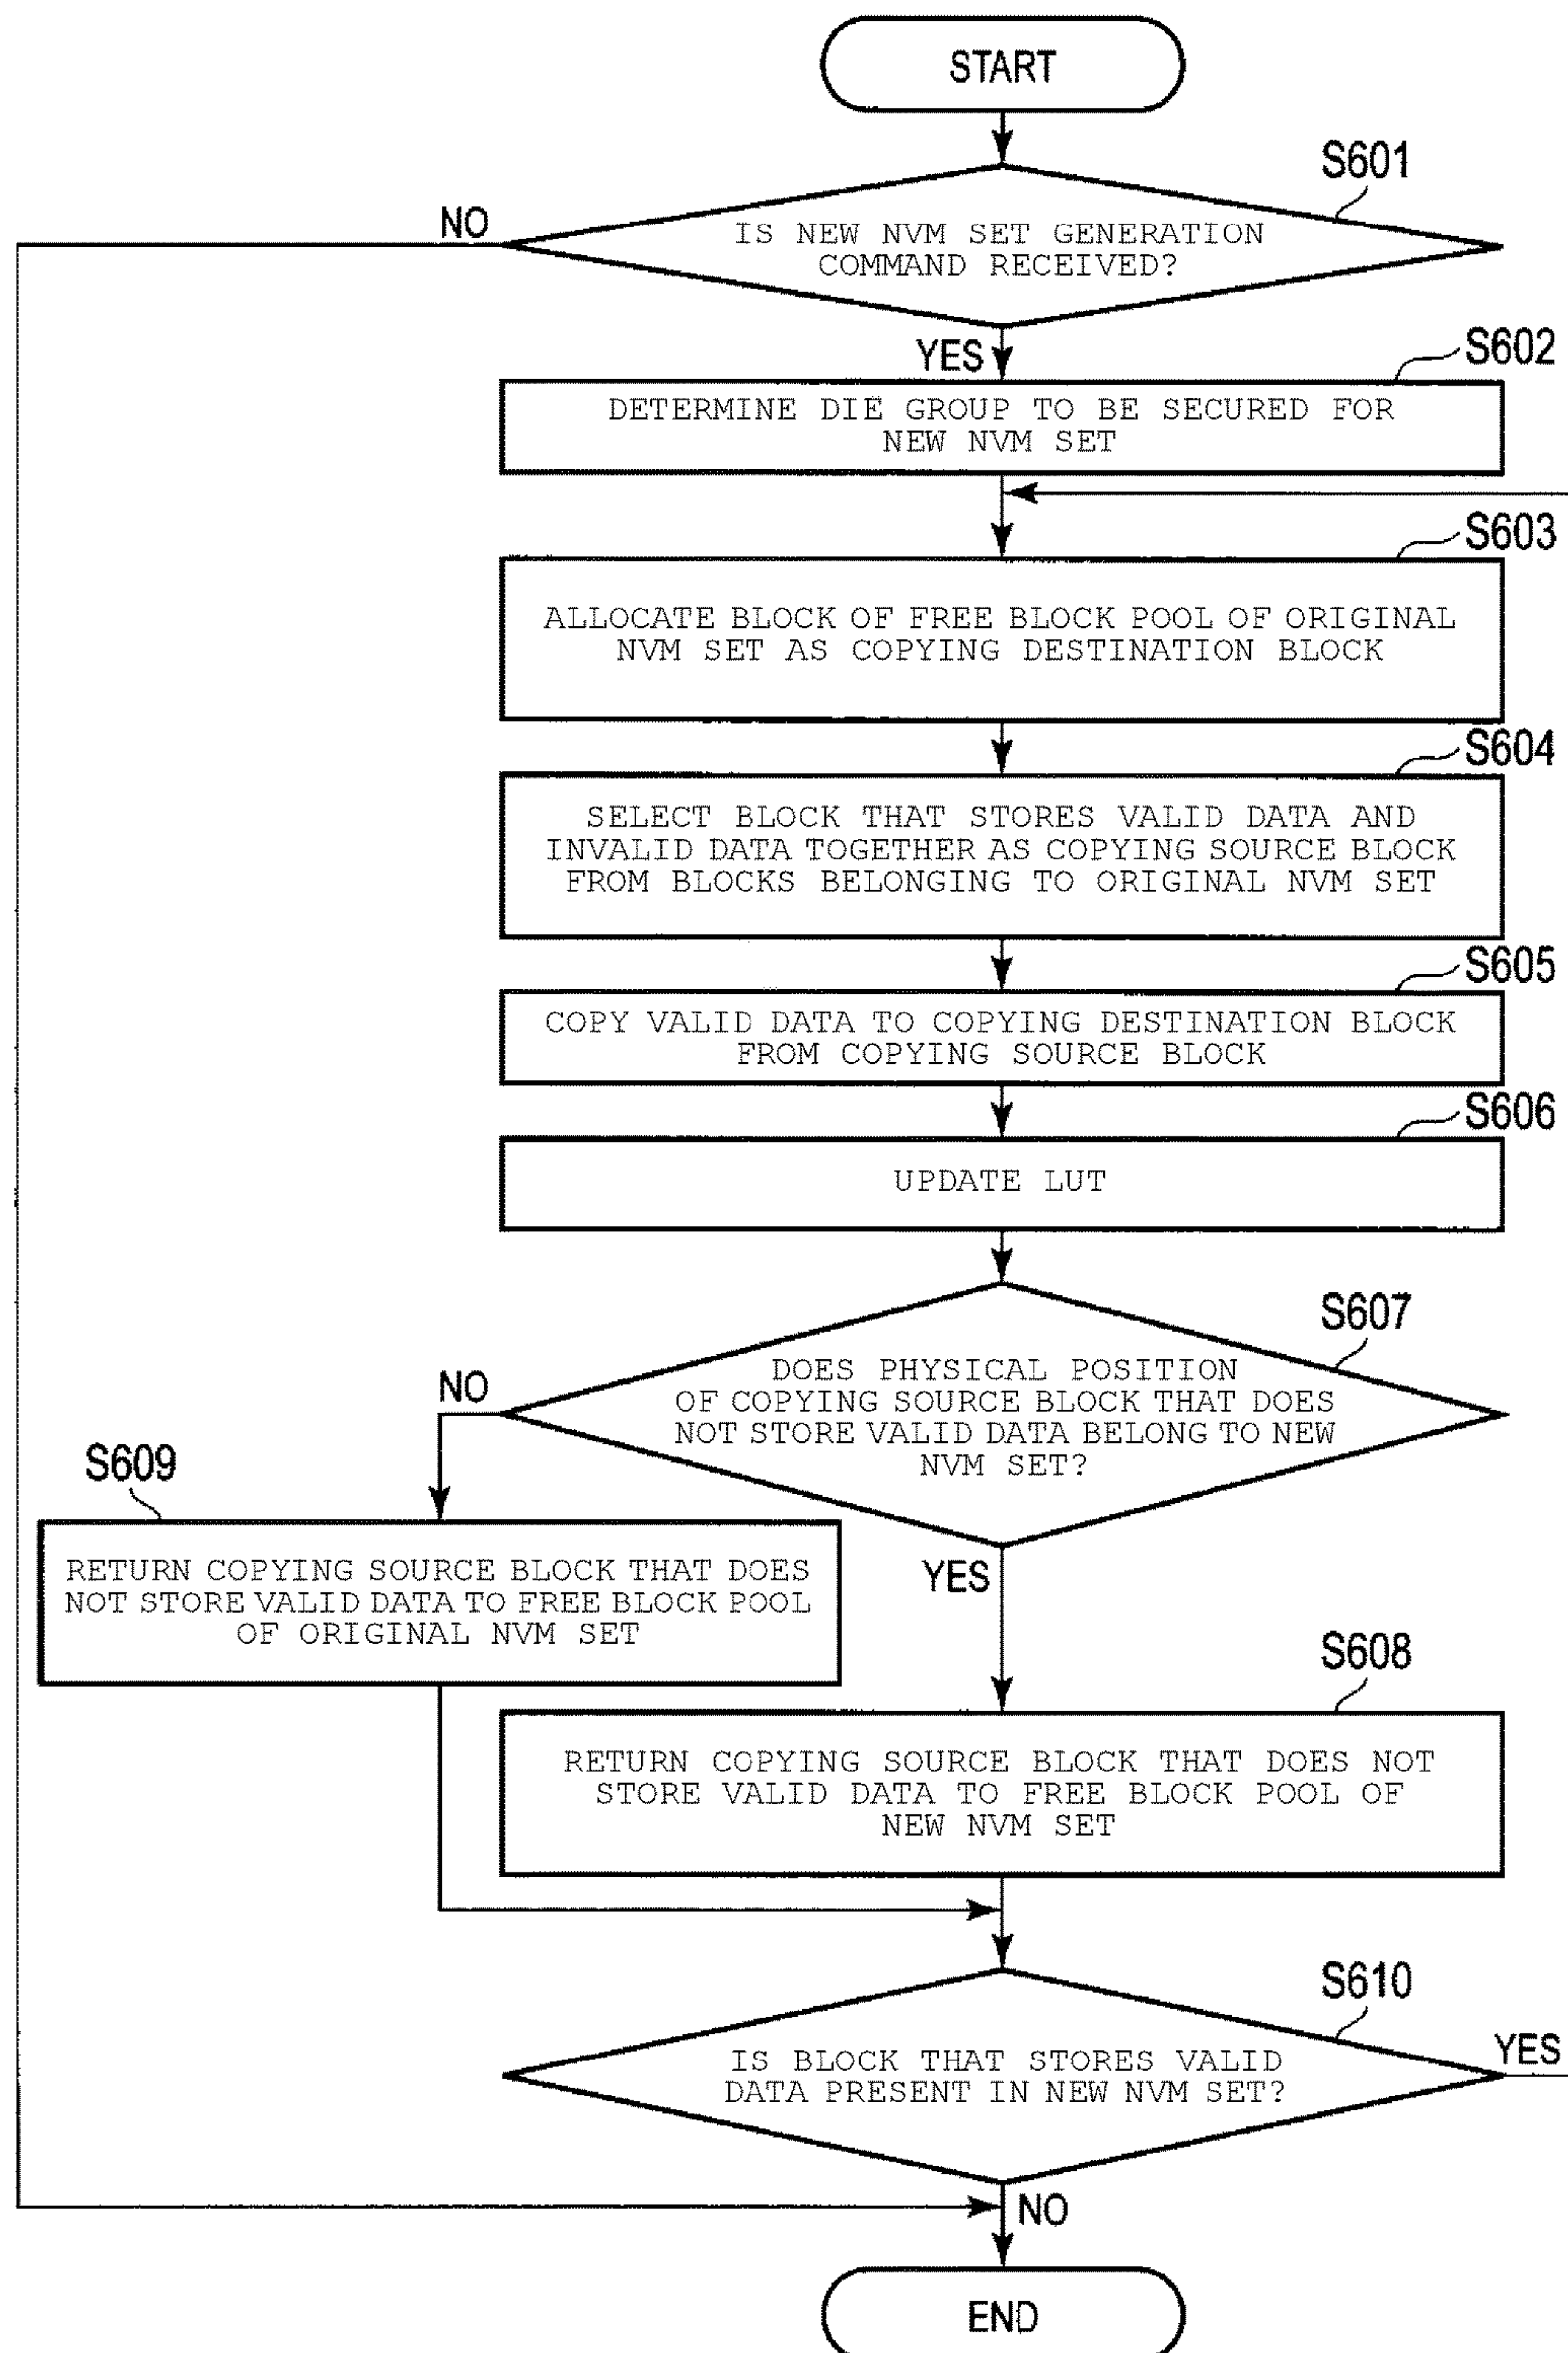 START
S601
NO
IS NEW NVM SET GENERATION
COMMAND RECEIVED?
YES
S602
DETERMINE DIE GROUP TO BE SECURED FOR
NEW NVM SET
S603
ALLOCATE BLOCK OF FREE BLOCK POOL OF ORIGINAL
NVM SET AS COPYING DESTINATION BLOCK
S604
SELECT BLOCK THAT STORES VALID DATA AND
INVALID DATA TOGETHER AS COPYING SOURCE BLOCK
FROM BLOCKS BELONGING TO ORIGINAL NVM SET
S605
COPY VALID DATA TO COPYING DESTINATION BLOCK
FROM COPYING SOURCE BLOCK
S606
UPDATE LUT
S607
NO
DOES PHYSICAL POSITION
OF COPYING SOURCE BLOCK THAT DOES
NOT STORE VALID DATA BELONG TO NEW
NVM SET?
S609
RETURN COPYING SOURCE BLOCK THAT DOES
NOT STORE VALID DATA TO FREE BLOCK POOL
OF ORIGINAL NVM SET
YES
S608
RETURN COPYING SOURCE BLOCK THAT DOES NOT
STORE VALID DATA TO FREE BLOCK POOL OF
NEW NVM SET
S610
YES
IS BLOCK THAT STORES VALID
DATA PRESENT IN NEW NVM SET?
NO
END